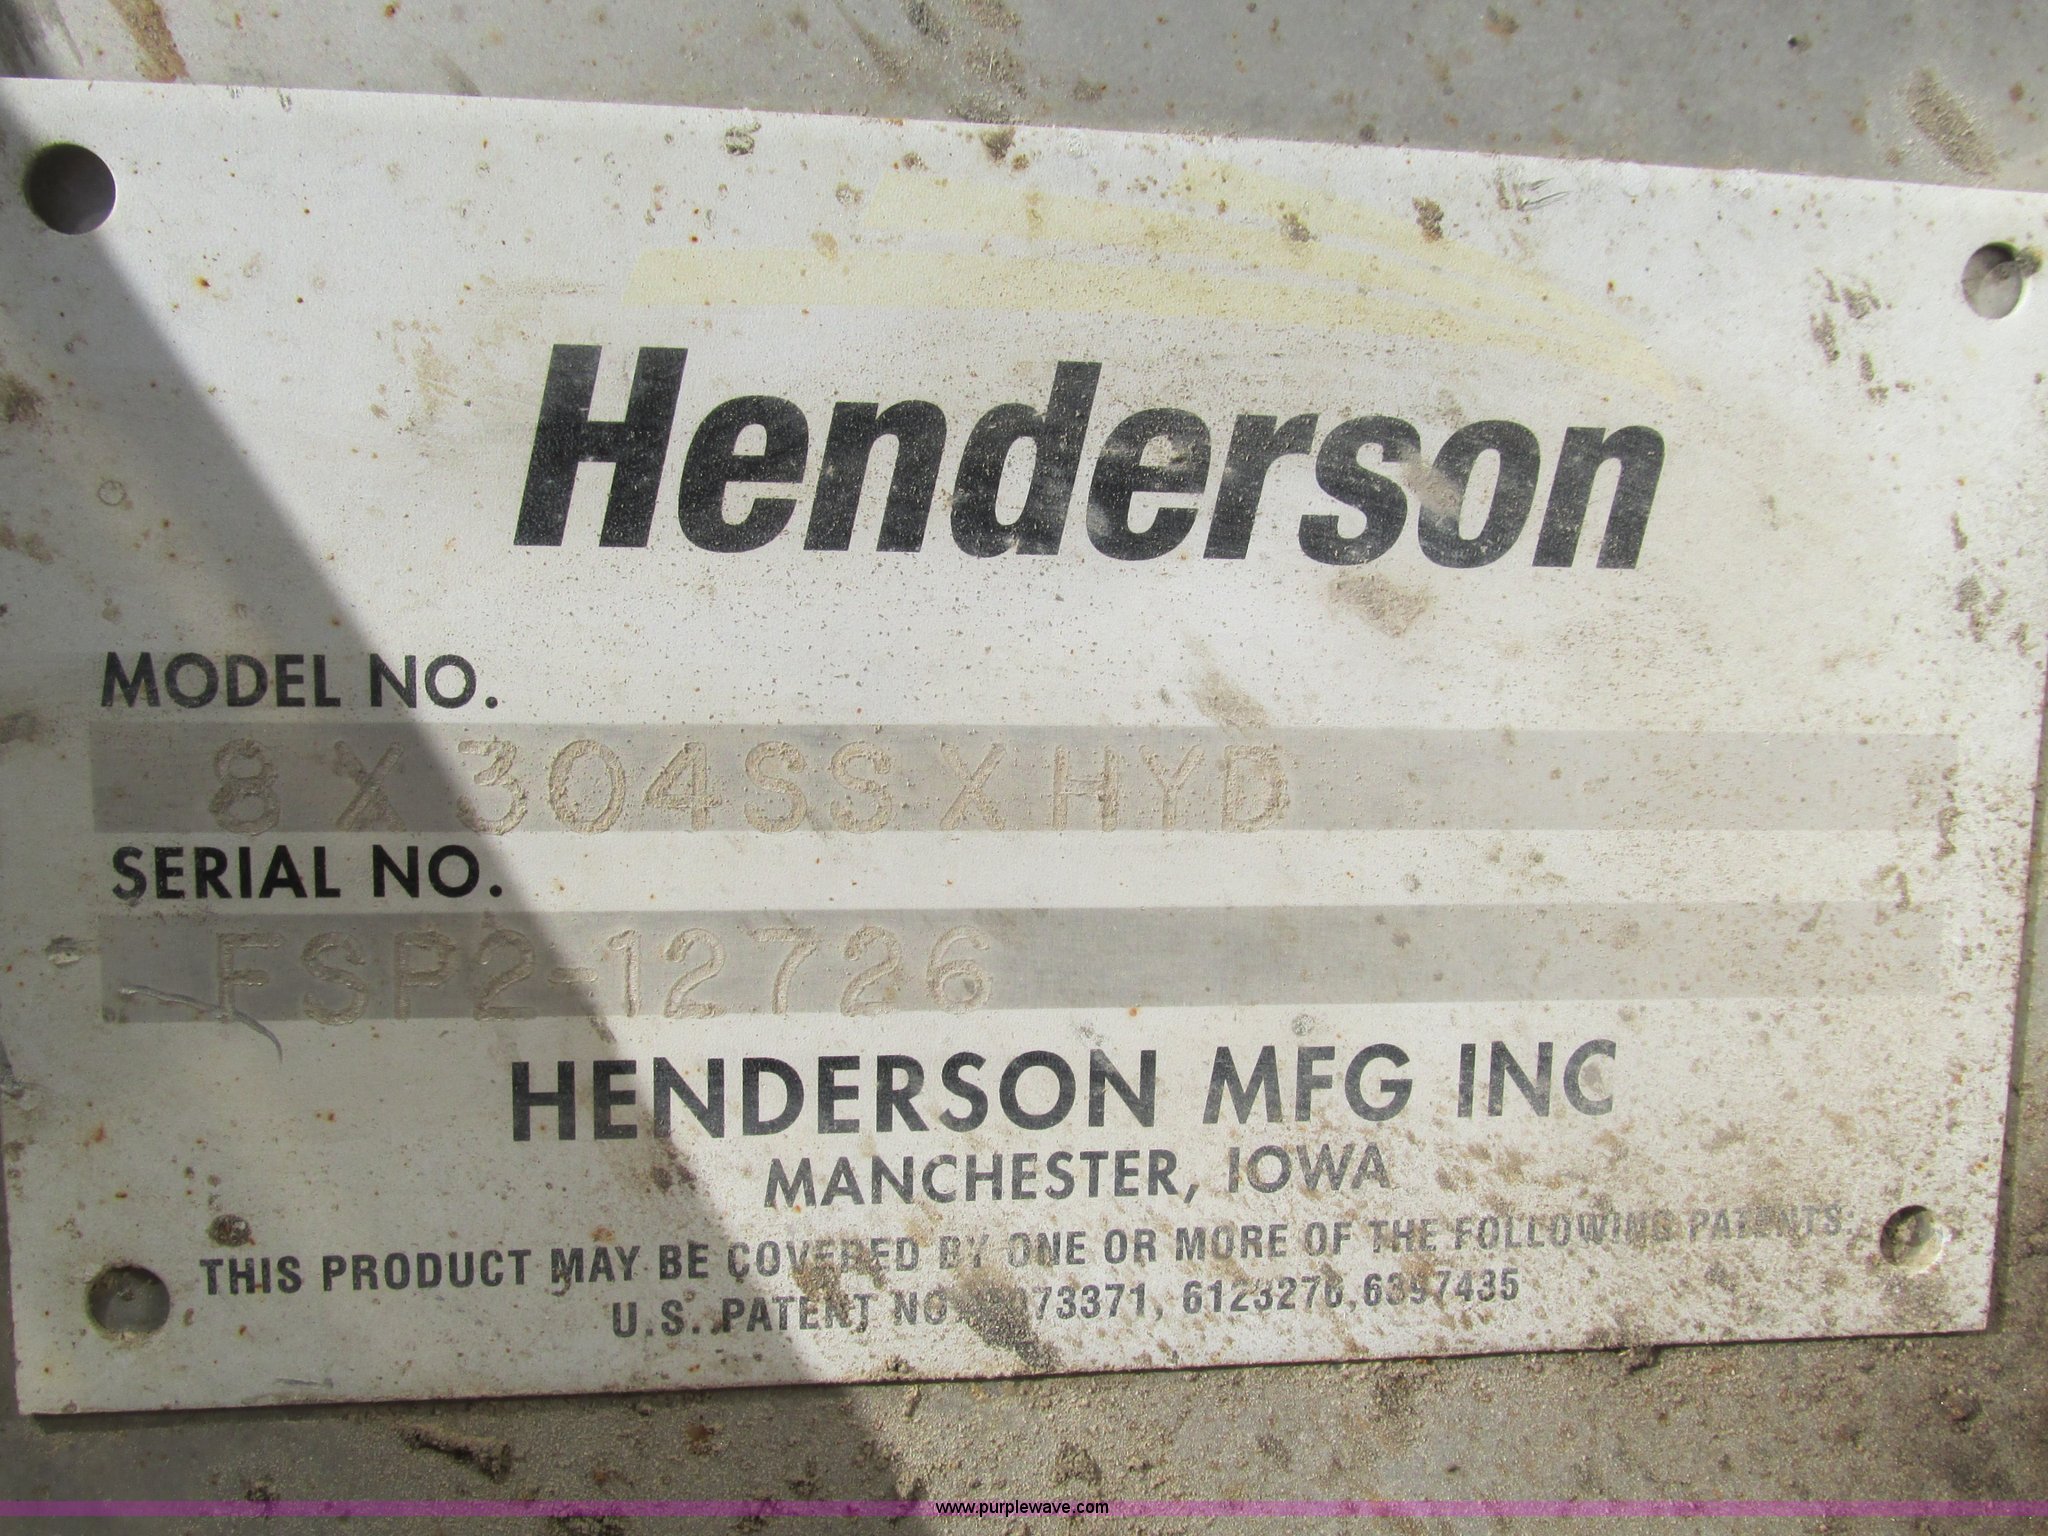 Henderson
MODEL NO.
8 X 304SS X HYD
SERIAL NO.
FSP2-12726
HENDERSON MFG INC
MANCHESTER, IOWA
THIS PRODUCT MAY BE COVERED BY ONE OR MORE OF THE FOLLOWING PATENTS:
U.S. PATENT NO 6123276, 6397435
www.purplewave.com